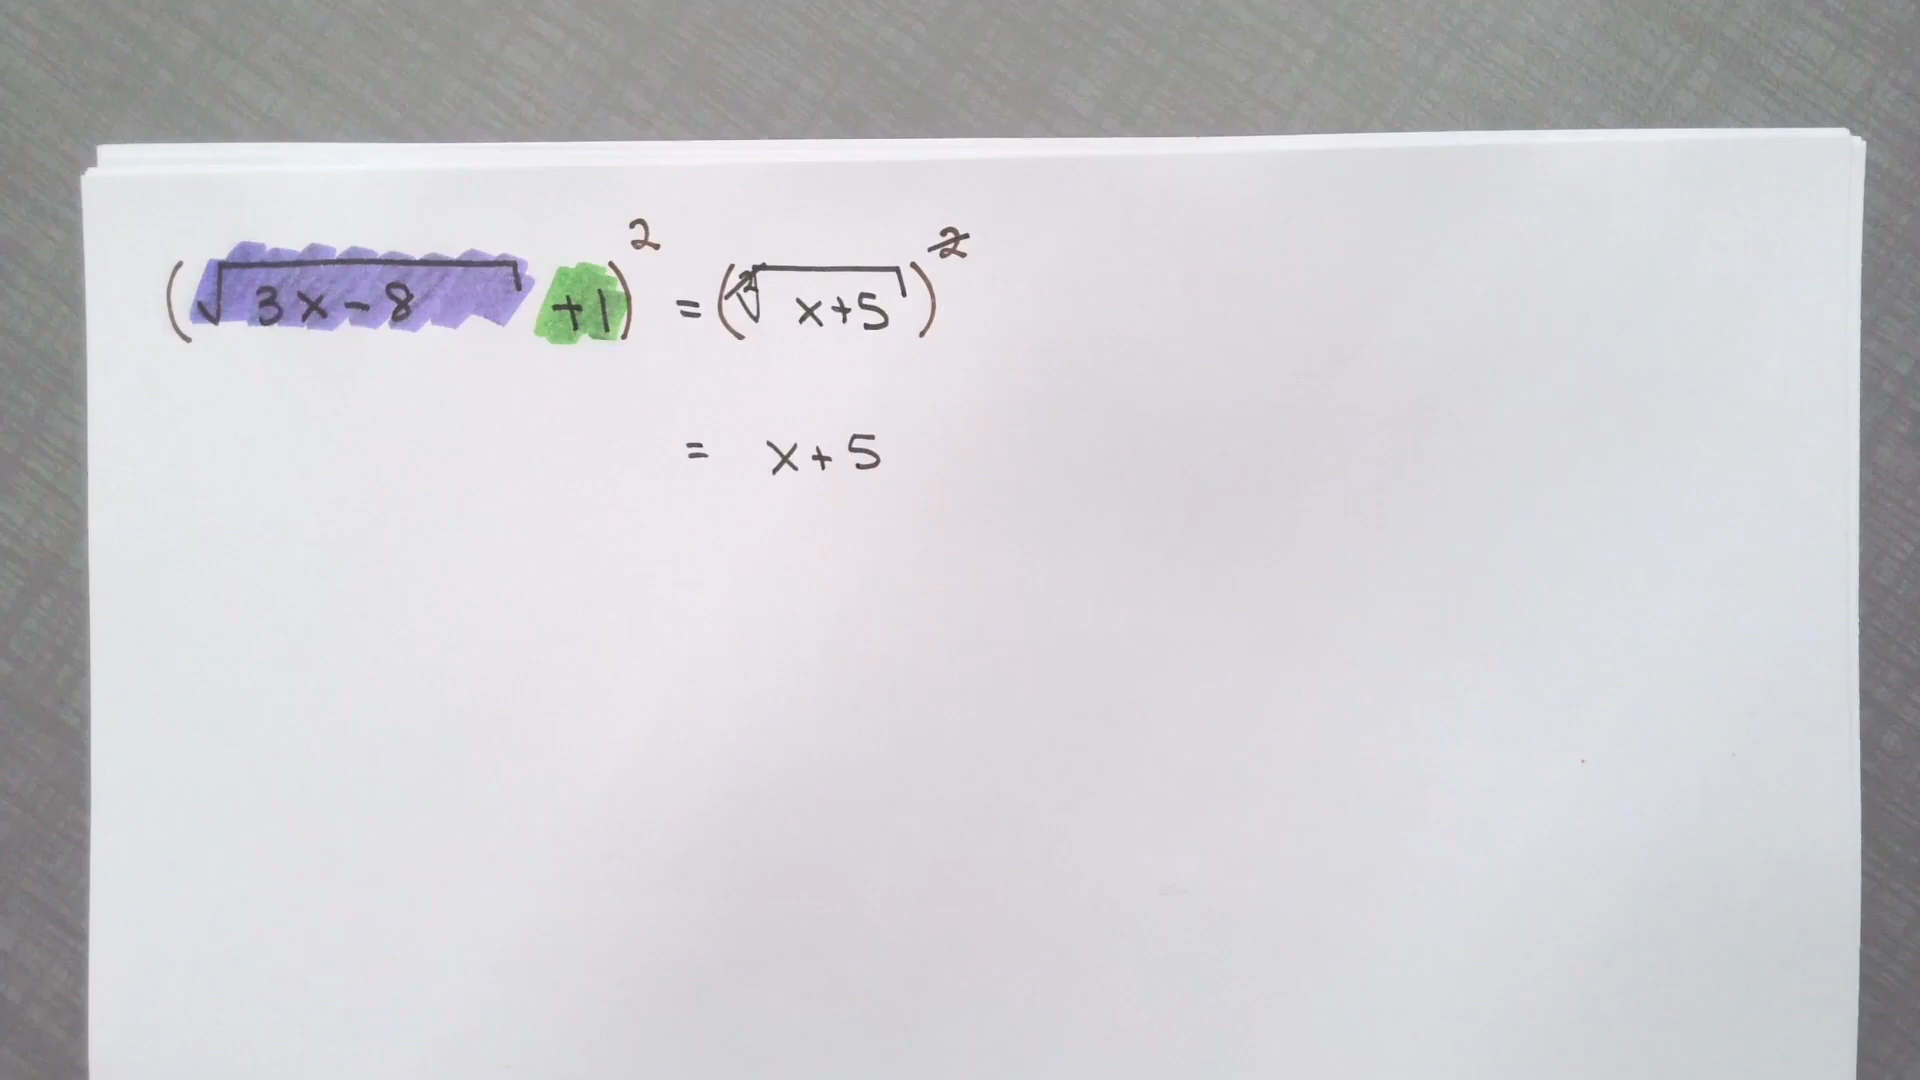 (√3x-8 +1)² = (²√x+5)²
= x+5